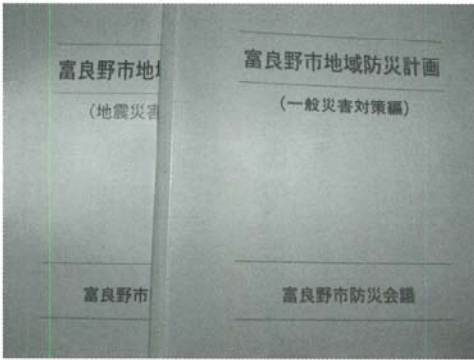 富良野市地域
(地震災害
富良野市
富良野市地域防災計画
(一般災害対策編)
富良野市防災会議